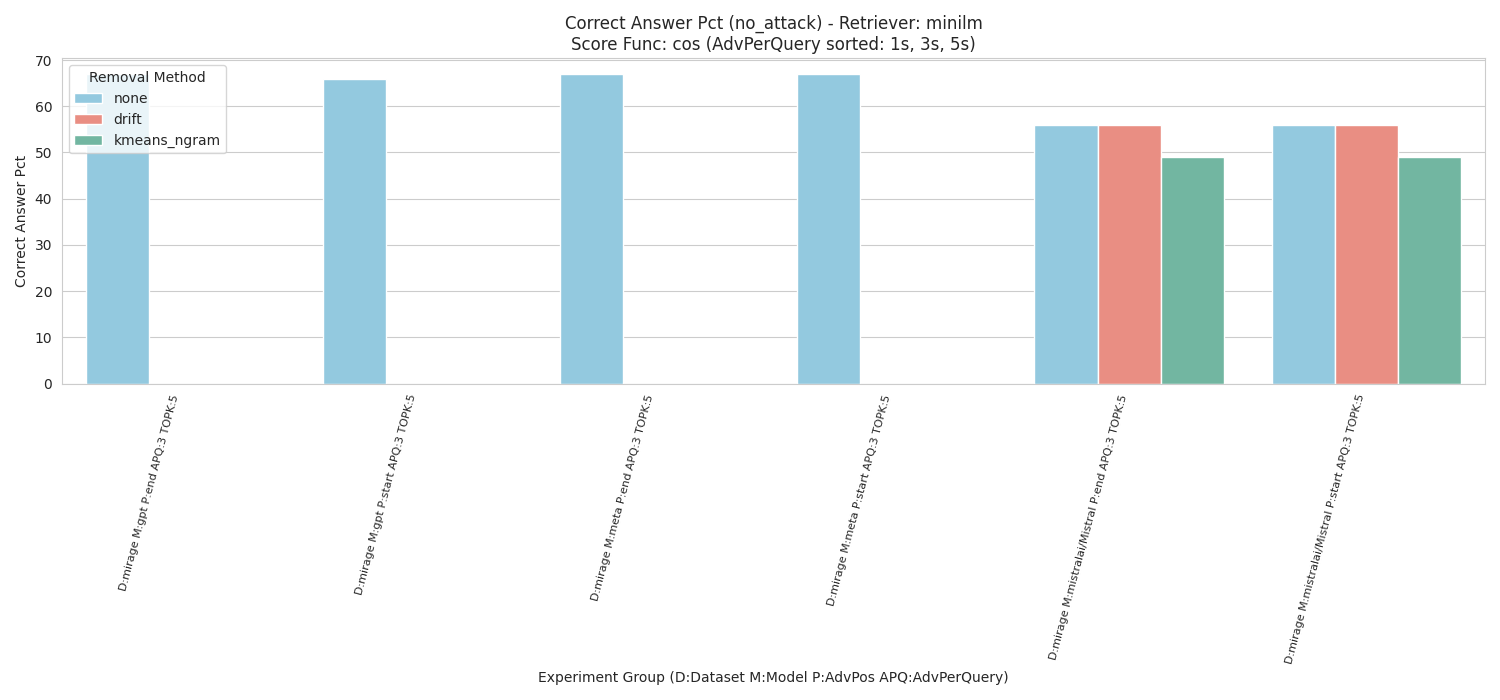 Correct Answer Pct (no_attack) - Retriever: minilm
Score Func: cos (AdvPerQuery sorted: 1s, 3s, 5s)
Removal Method
none
drift
kmeans_ngram
Correct Answer Pct
70
60
50
40
30
20
10
0
D:mirage M:gpt P:end APQ:3 TOPK:5
D:mirage M:gpt P:start APQ:3 TOPK:5
D:mirage M:meta P:end APQ:3 TOPK:5
D:mirage M:meta P:start APQ:3 TOPK:5
D:mirage M:mistralai/Mistral P:end APQ:3 TOPK:5
D:mirage M:mistralai/Mistral P:start APQ:3 TOPK:5
Experiment Group (D:Dataset M:Model P:AdvPos APQ:AdvPerQuery)